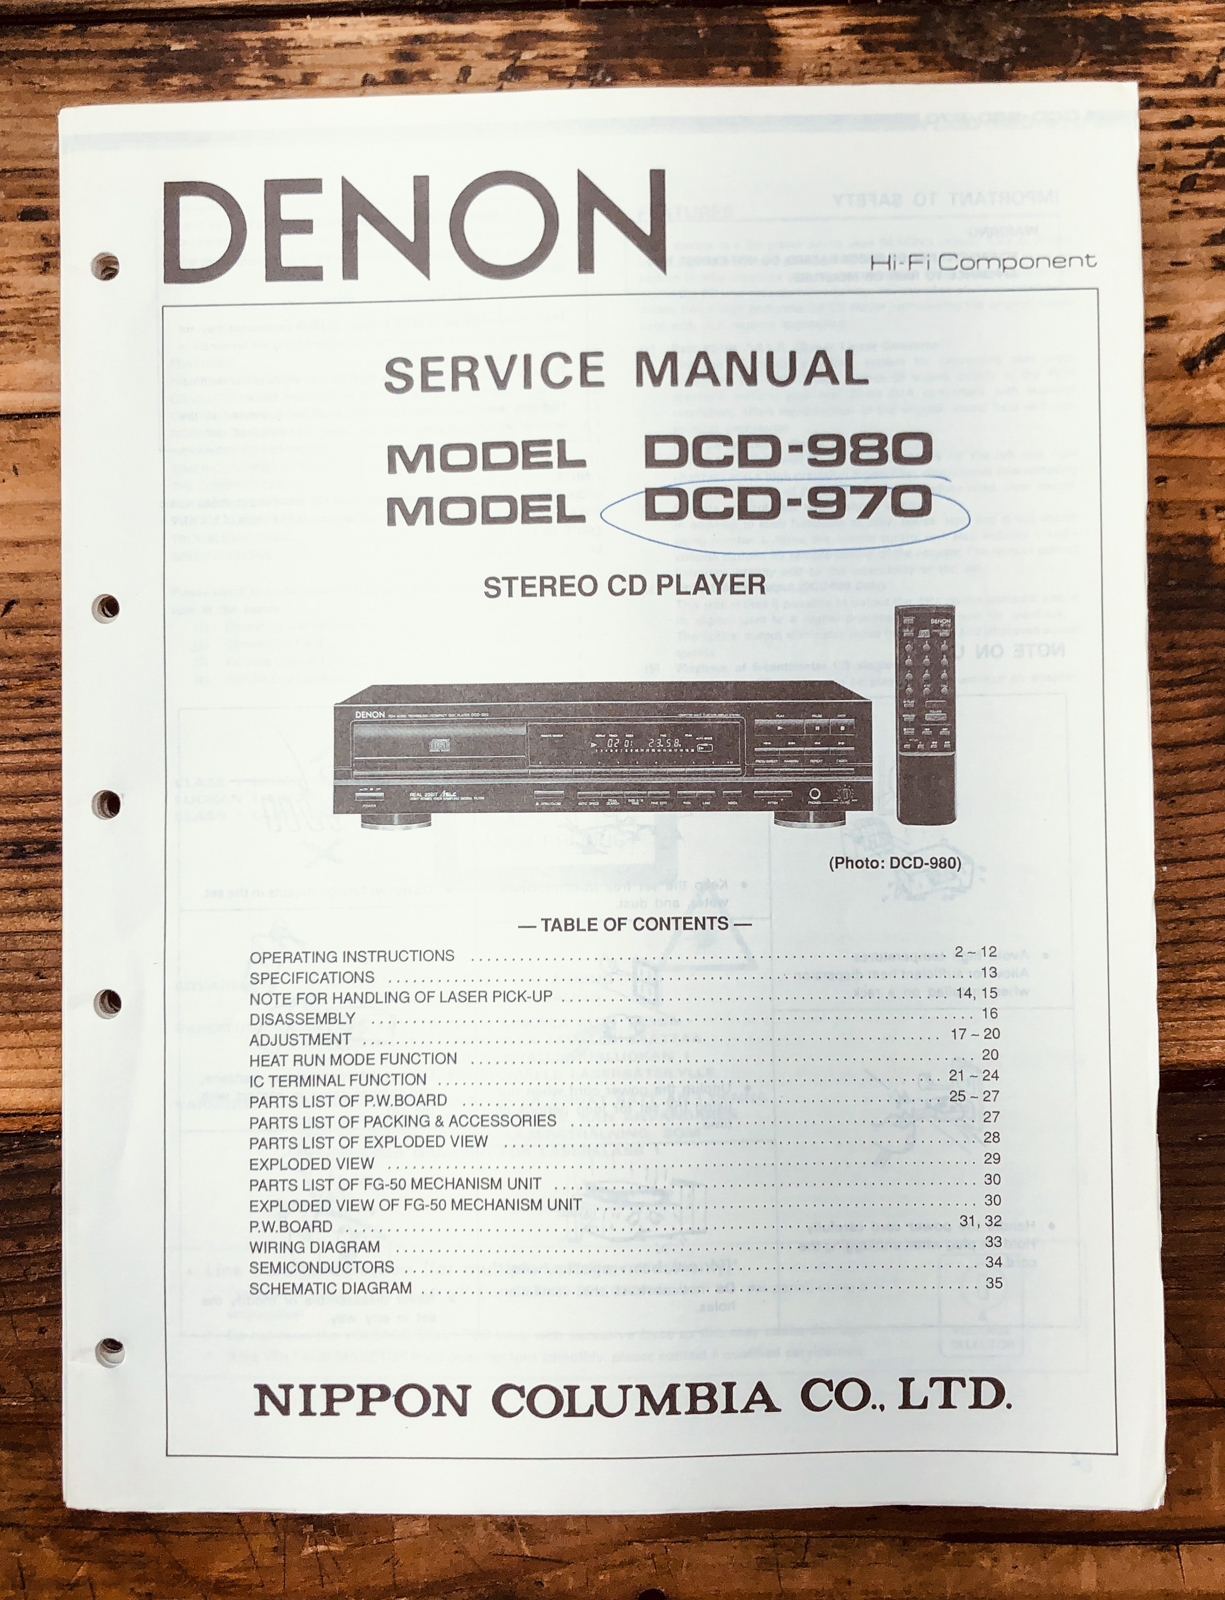 DENON
Hi-Fi Component
SERVICE MANUAL
MODEL DCD-980
MODEL DCD-970
STEREO CD PLAYER
DENON
DENON
(Photo: DCD-980)
— TABLE OF CONTENTS —
OPERATING INSTRUCTIONS 2 ~ 12
SPECIFICATIONS 13
NOTE FOR HANDLING OF LASER PICK-UP 14, 15
DISASSEMBLY 16
ADJUSTMENT 17 ~ 20
HEAT RUN MODE FUNCTION 20
IC TERMINAL FUNCTION 21 ~ 24
PARTS LIST OF P.W.BOARD 25 ~ 27
PARTS LIST OF PACKING & ACCESSORIES 27
PARTS LIST OF EXPLODED VIEW 28
EXPLODED VIEW 29
PARTS LIST OF FG-50 MECHANISM UNIT 30
EXPLODED VIEW OF FG-50 MECHANISM UNIT 30
P.W.BOARD 31, 32
WIRING DIAGRAM 33
SEMICONDUCTORS 34
SCHEMATIC DIAGRAM 35
NIPPON COLUMBIA CO., LTD.